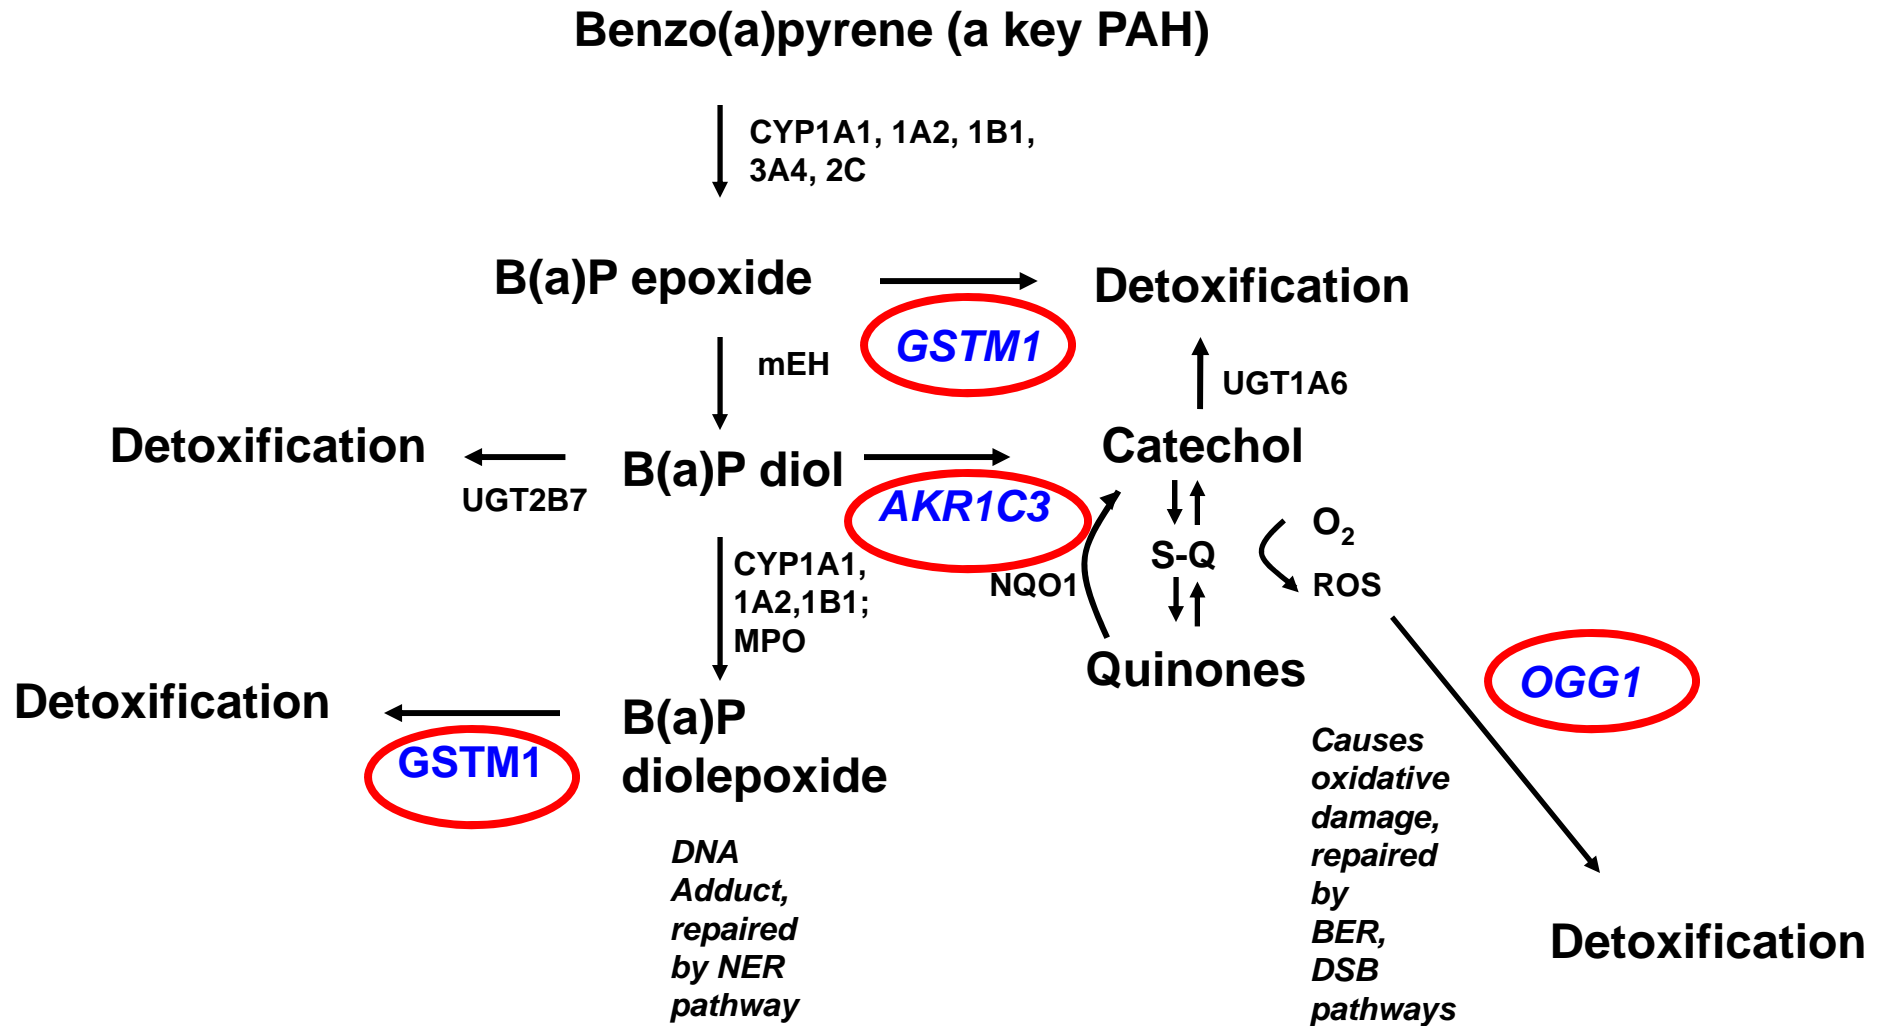 Benzo(a)pyrene (a key PAH)
CYP1A1, 1A2, 1B1,
3A4, 2C
B(a)P epoxide
Detoxification
GSTM1
mEH
UGT1A6
Detoxification
UGT2B7
B(a)P diol
AKR1C3
Catechol
S-Q
O2
ROS
NQO1
Quinones
CYP1A1,
1A2,1B1;
MPO
OGG1
Detoxification
GSTM1
B(a)P
diolepoxide
DNA
Adduct,
repaired
by NER
pathway
Causes
oxidative
damage,
repaired
by
BER,
DSB
pathways
Detoxification